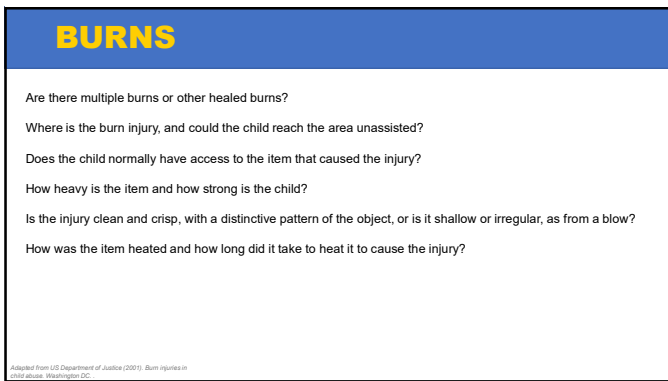 BURNS
Are there multiple burns or other healed burns?
Where is the burn injury, and could the child reach the area unassisted?
Does the child normally have access to the item that caused the injury?
How heavy is the item and how strong is the child?
Is the injury clean and crisp, with a distinctive pattern of the object, or is it shallow or irregular, as from a blow?
How was the item heated and how long did it take to heat it to cause the injury?
Adapted from US Department of Justice (2001). Burn injuries in
child abuse. Washington DC...